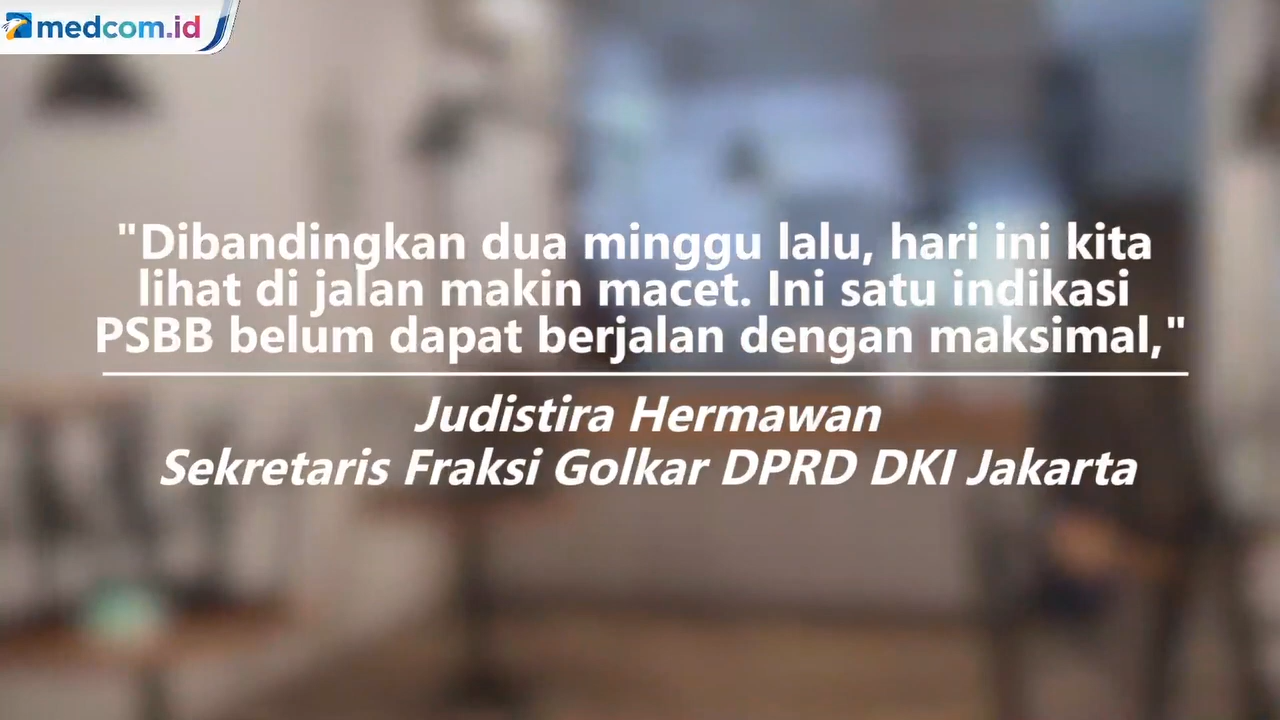 medcom.id
"Dibandingkan dua minggu lalu, hari ini kita
lihat di jalan makin macet. Ini satu indikasi
PSBB belum dapat berjalan dengan maksimal,"
Judistira Hermawan
Sekretaris Fraksi Golkar DPRD DKI Jakarta